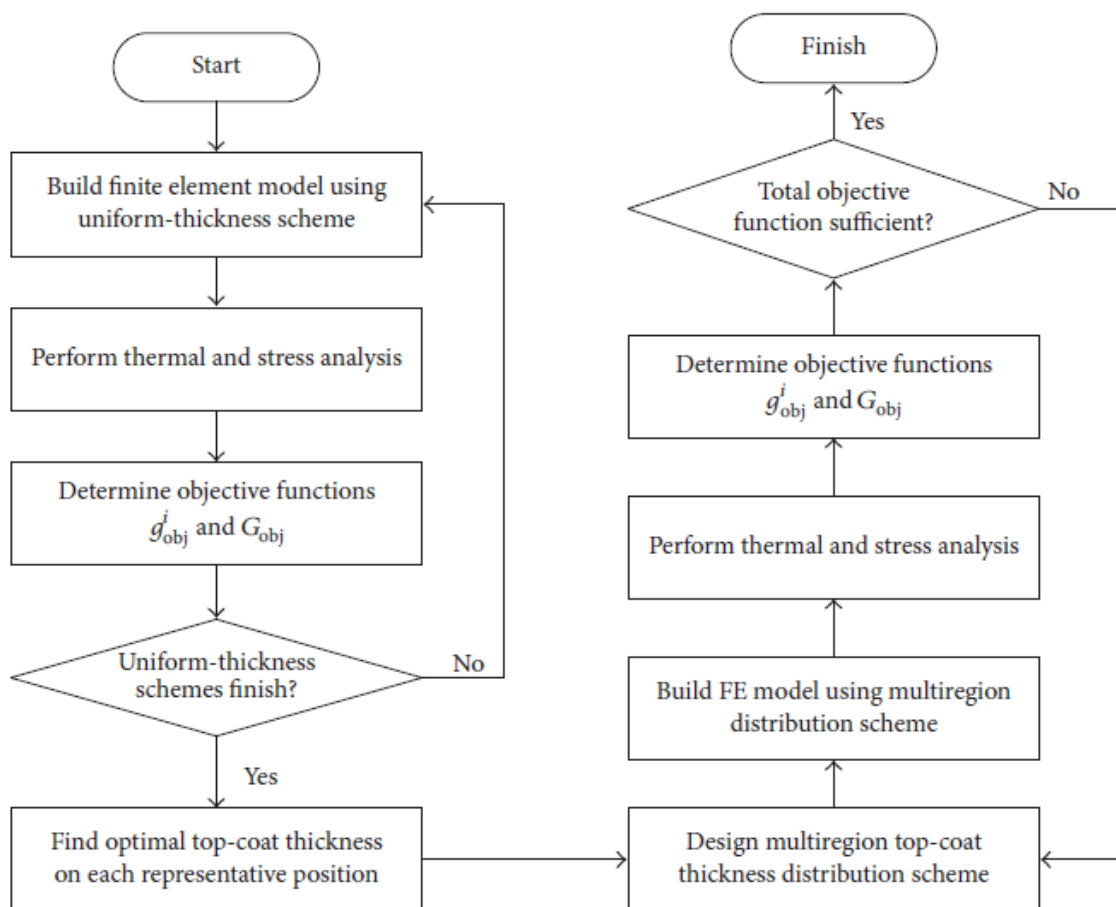 Start
Build finite element model using
uniform-thickness scheme
Perform thermal and stress analysis
Determine objective functions
g^i_obj and G_obj
Uniform-thickness
schemes finish?
No
Yes
Find optimal top-coat thickness
on each representative position
Design multiregion top-coat
thickness distribution scheme
Build FE model using multiregion
distribution scheme
Perform thermal and stress analysis
Determine objective functions
g^i_obj and G_obj
Total objective
function sufficient?
No
Yes
Finish